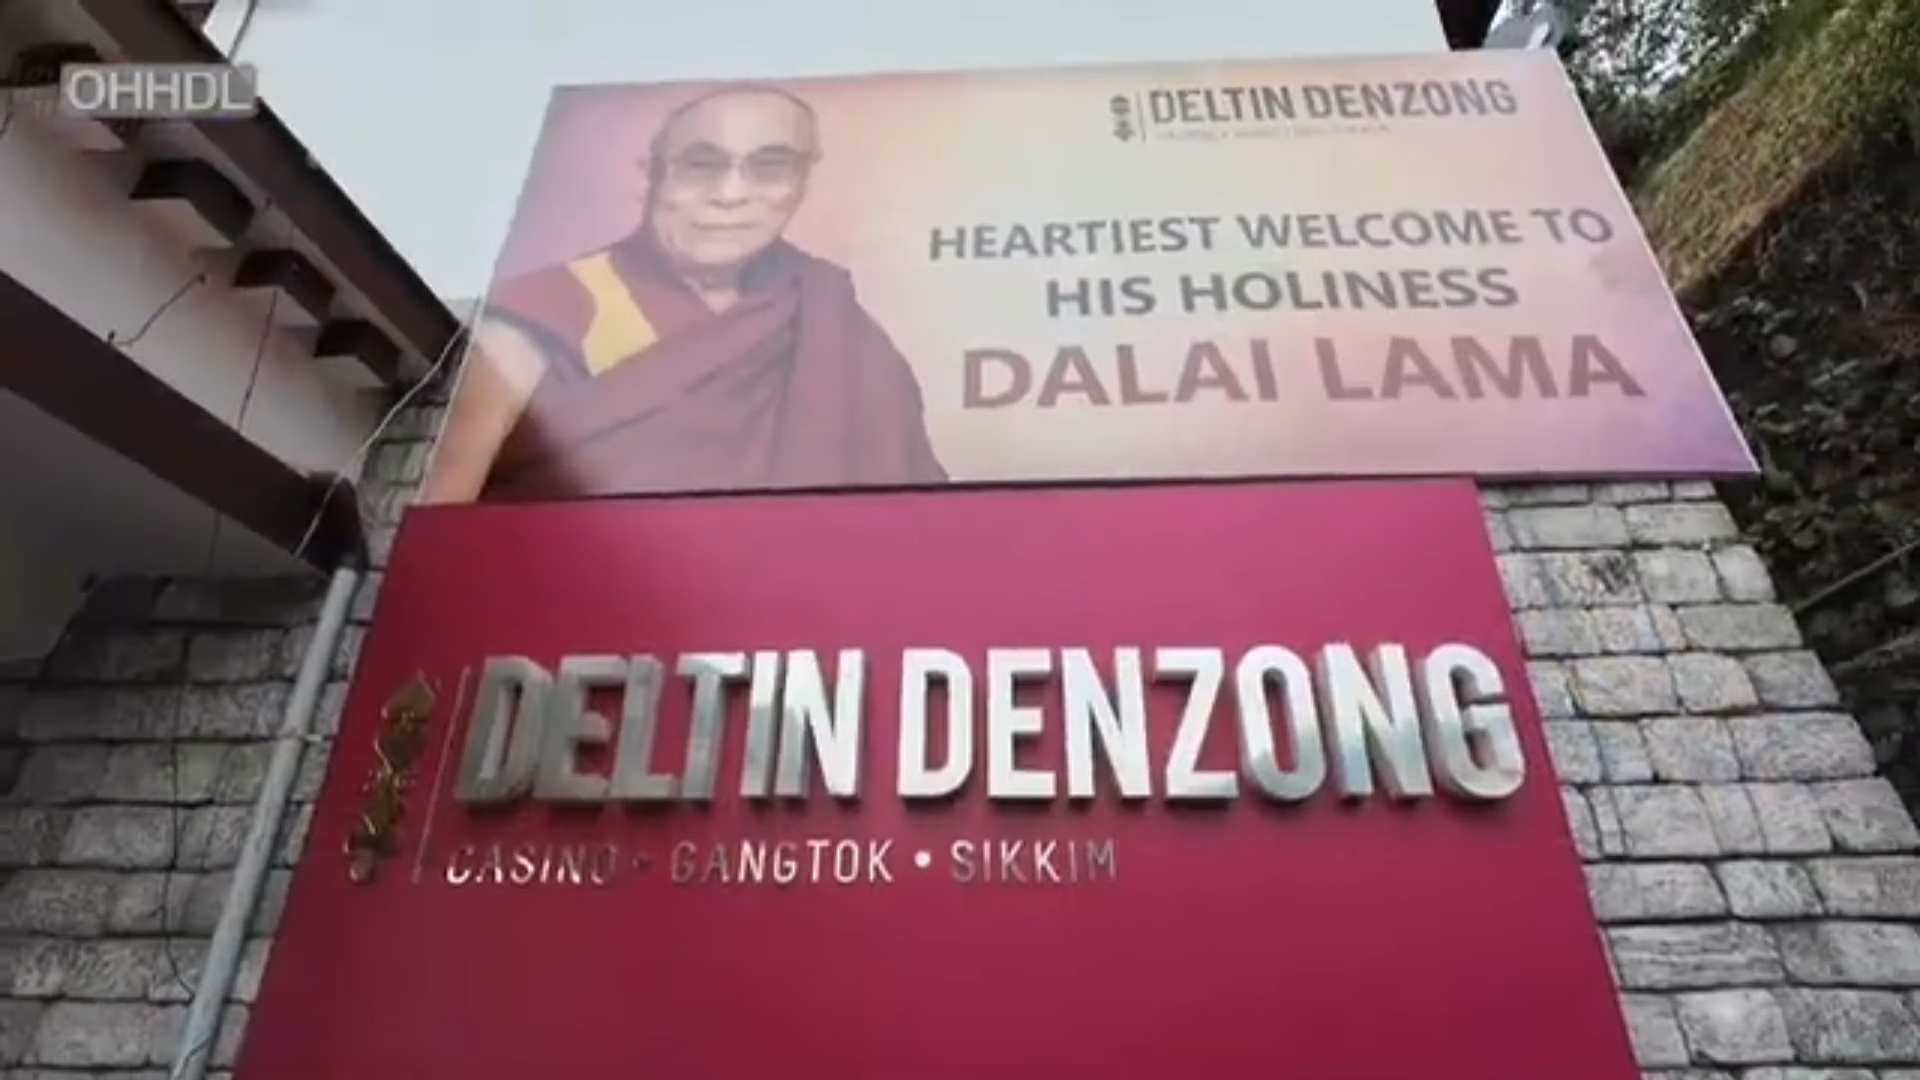 OHHDL
DELTIN DENZONG
HEARTIEST WELCOME TO
HIS HOLINESS
DALAI LAMA
DELTIN DENZONG
CASINO • GANGTOK • SIKKIM